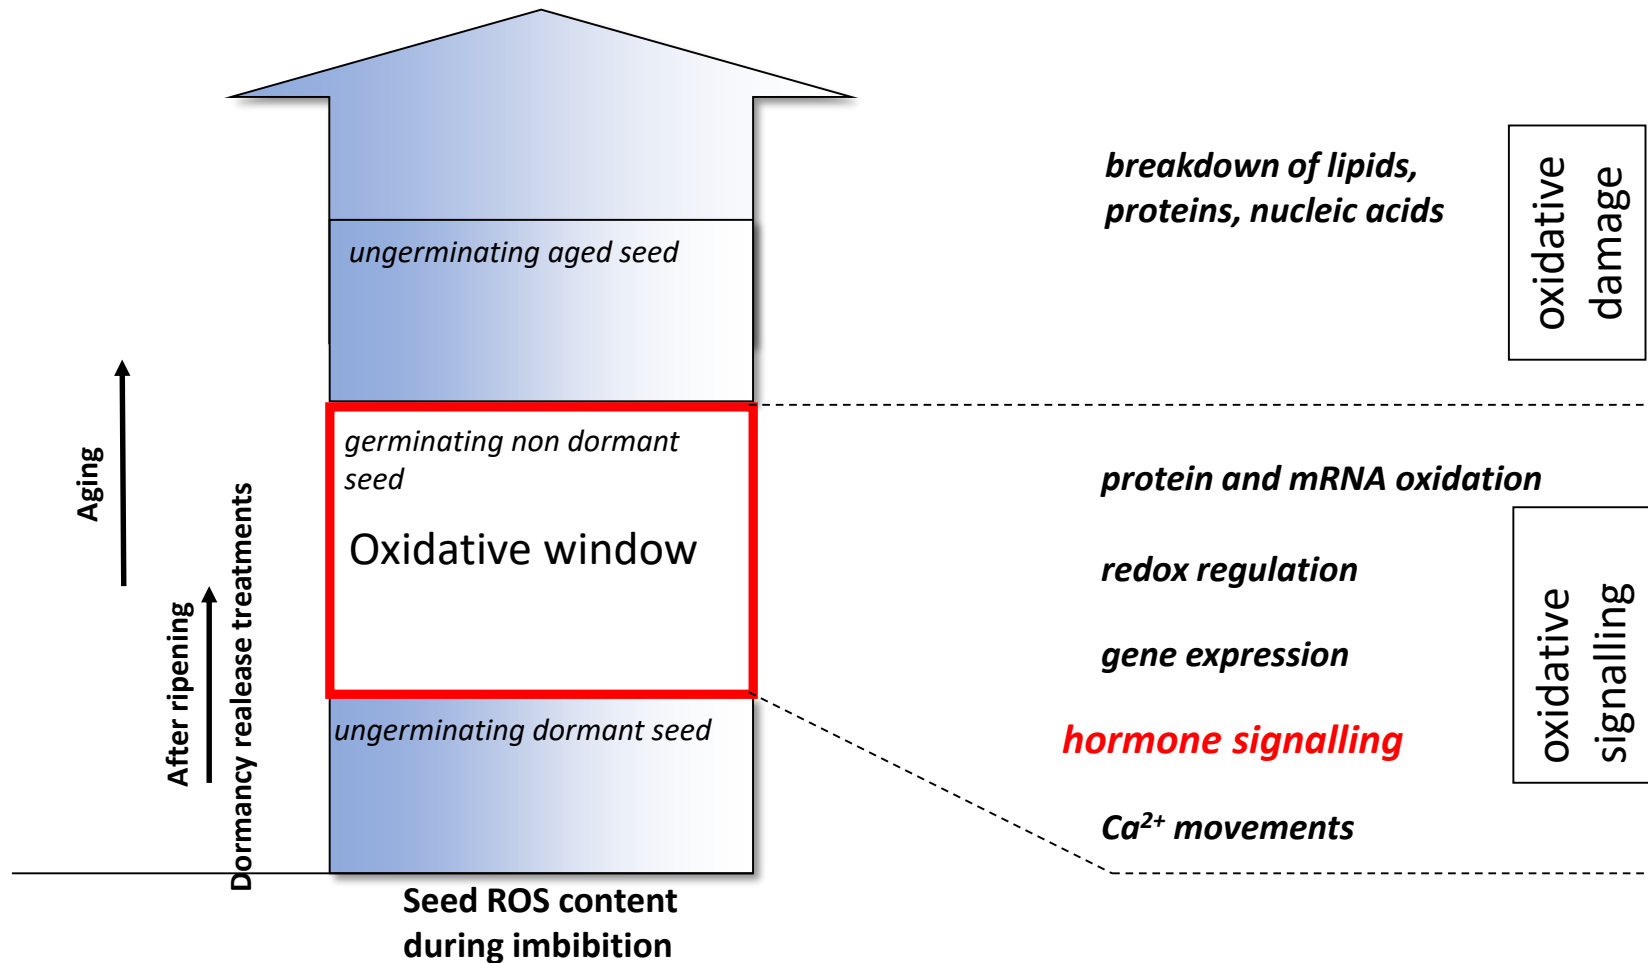 breakdown of lipids,
proteins, nucleic acids
oxidative
damage
ungerminating aged seed
Aging
germinating non dormant
seed
Oxidative window
After ripening
Dormancy realease treatments
ungerminating dormant seed
protein and mRNA oxidation
redox regulation
gene expression
hormone signalling
Ca²⁺ movements
oxidative
signalling
Seed ROS content
during imbibition